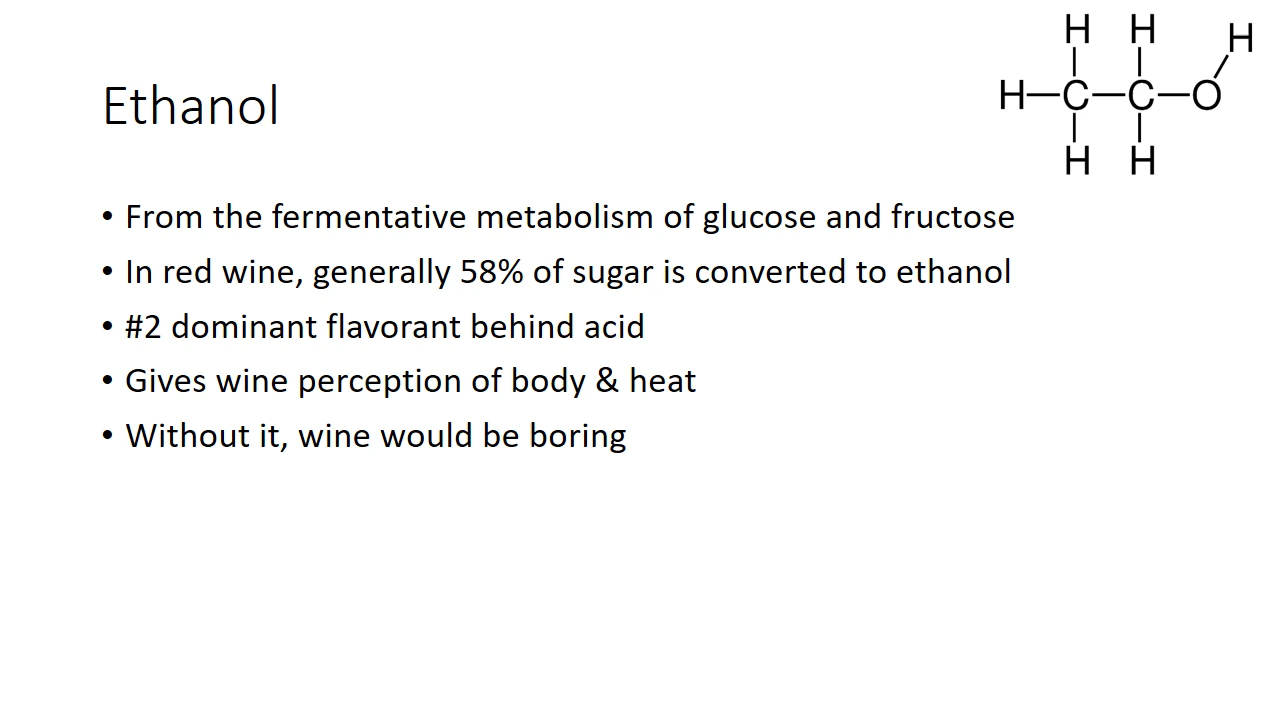 H H H
Ethanol
H—C—C—O
H H
• From the fermentative metabolism of glucose and fructose
• In red wine, generally 58% of sugar is converted to ethanol
• #2 dominant flavorant behind acid
• Gives wine perception of body & heat
• Without it, wine would be boring